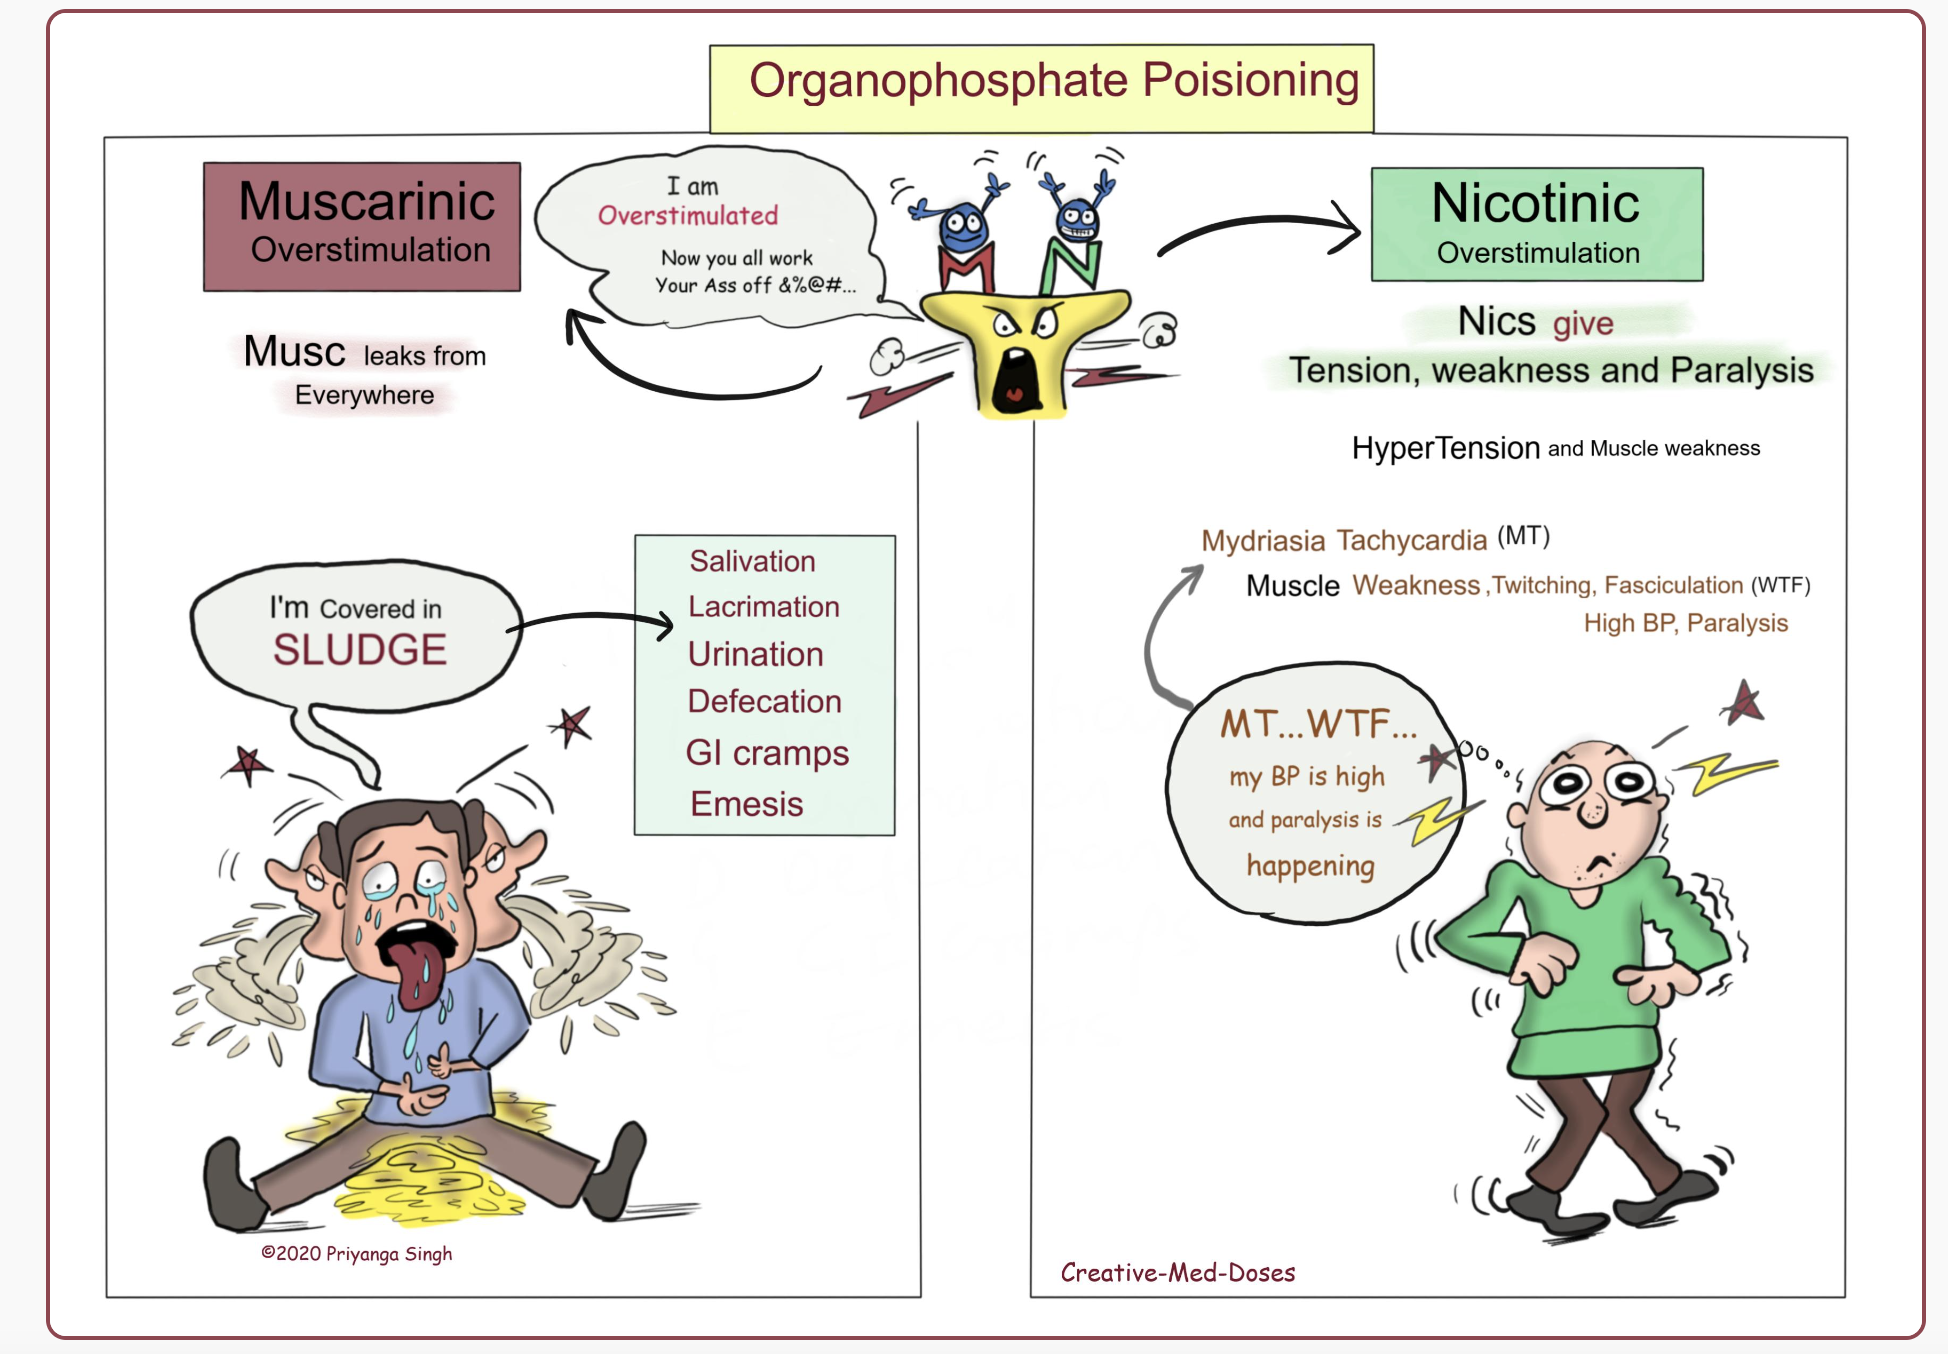 Organophosphate Poisioning
Muscarinic
Overstimulation
Musc leaks from
Everywhere
I am
Overstimulated
Now you all work
Your Ass off &%@#...
M N
Nicotinic
Overstimulation
Nics give
Tension, weakness and Paralysis
HyperTension and Muscle weakness
Mydriasia Tachycardia (MT)
Muscle Weakness, Twitching, Fasciculation (WTF)
High BP, Paralysis
I'm Covered in
SLUDGE
Salivation
Lacrimation
Urination
Defecation
GI cramps
Emesis
MT...WTF...
my BP is high
and paralysis is
happening
©2020 Priyanga Singh
Creative-Med-Doses